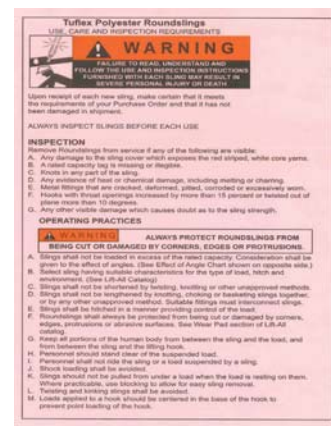 Tuflex Polyester Roundslings
USE, CARE AND INSPECTION REQUIREMENTS
WARNING
FAILURE TO READ, UNDERSTAND AND
FOLLOW THE USE AND INSPECTION INSTRUCTIONS
FURNISHED WITH EACH SLING MAY RESULT IN
SEVERE PERSONAL INJURY OR DEATH
Upon receipt of each new sling, make certain that it meets
the requirements of your Purchase Order and that it has not
been damaged in shipment.
ALWAYS INSPECT SLINGS BEFORE EACH USE
INSPECTION
Remove Roundslings from service if any of the following are visible:
A. Any damage to the sling cover which exposes the red striped, white core yarns.
B. A rated capacity tag is missing or illegible.
C. Knots in any part of the sling.
D. Any evidence of heat or chemical damage, including melting or charring.
E. Metal fittings that are cracked, deformed, pitted, corroded or excessively worn.
F. Hooks with throat openings increased by more than 15 percent or twisted out of
plane more than 10 degrees.
G. Any other visible damage which causes doubt as to the sling strength.
OPERATING PRACTICES
WARNING ALWAYS PROTECT ROUNDSLINGS FROM
BEING CUT OR DAMAGED BY CORNERS, EDGES OR PROTRUSIONS.
A. Slings shall not be loaded in excess of the rated capacity. Consideration shall be
given to the effect of angles. (See Effect of Angle Chart shown on opposite side.)
B. Select sling having suitable characteristics for the type of load, hitch and
environment. (See Lift-All Catalog)
C. Slings shall not be shortened by twisting, knotting or other unapproved methods.
D. Slings shall not be lengthened by knotting, choking or basketing slings together,
or by any other unapproved method. Suitable fittings must interconnect slings.
E. Slings shall be hitched in a manner providing control of the load.
F. Roundslings shall always be protected from being cut or damaged by corners,
edges, protrusions or abrasive surfaces. See Wear Pad section of Lift-All
catalog.
G. Keep all portions of the human body from between the sling and the load, and
from between the sling and the lifting hook.
H. Personnel should stand clear of the suspended load.
I. Personnel shall not ride the sling or a load suspended by a sling.
J. Shock loading shall be avoided.
K. Slings should not be pulled from under a load when the load is resting on them.
Where practicable, use blocking to allow for easy sling removal.
L. Twisting and kinking slings shall be avoided.
M. Loads applied to a hook should be centered in the base of the hook to
prevent point loading of the hook.